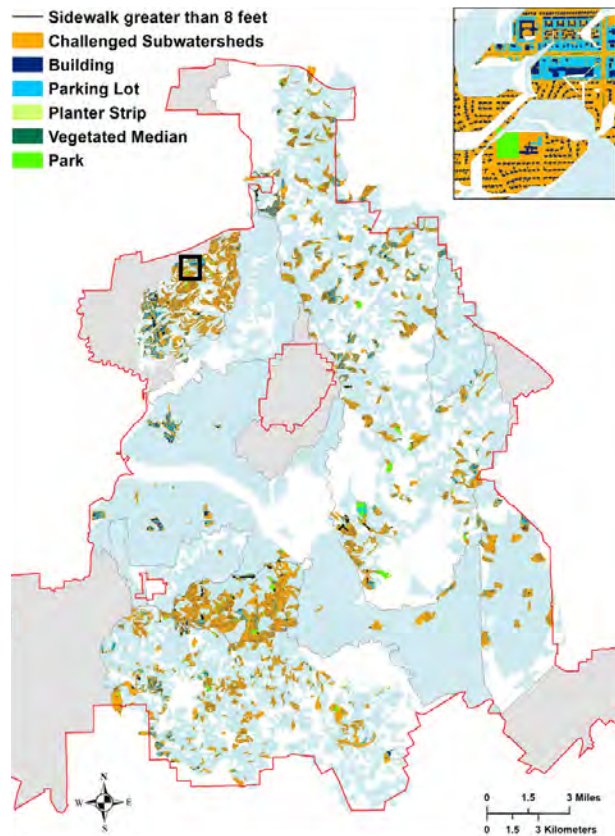 Sidewalk greater than 8 feet
Challenged Subwatersheds
Building
Parking Lot
Planter Strip
Vegetated Median
Park
N
W E
S
0 1.5 3 Miles
0 1.5 3 Kilometers